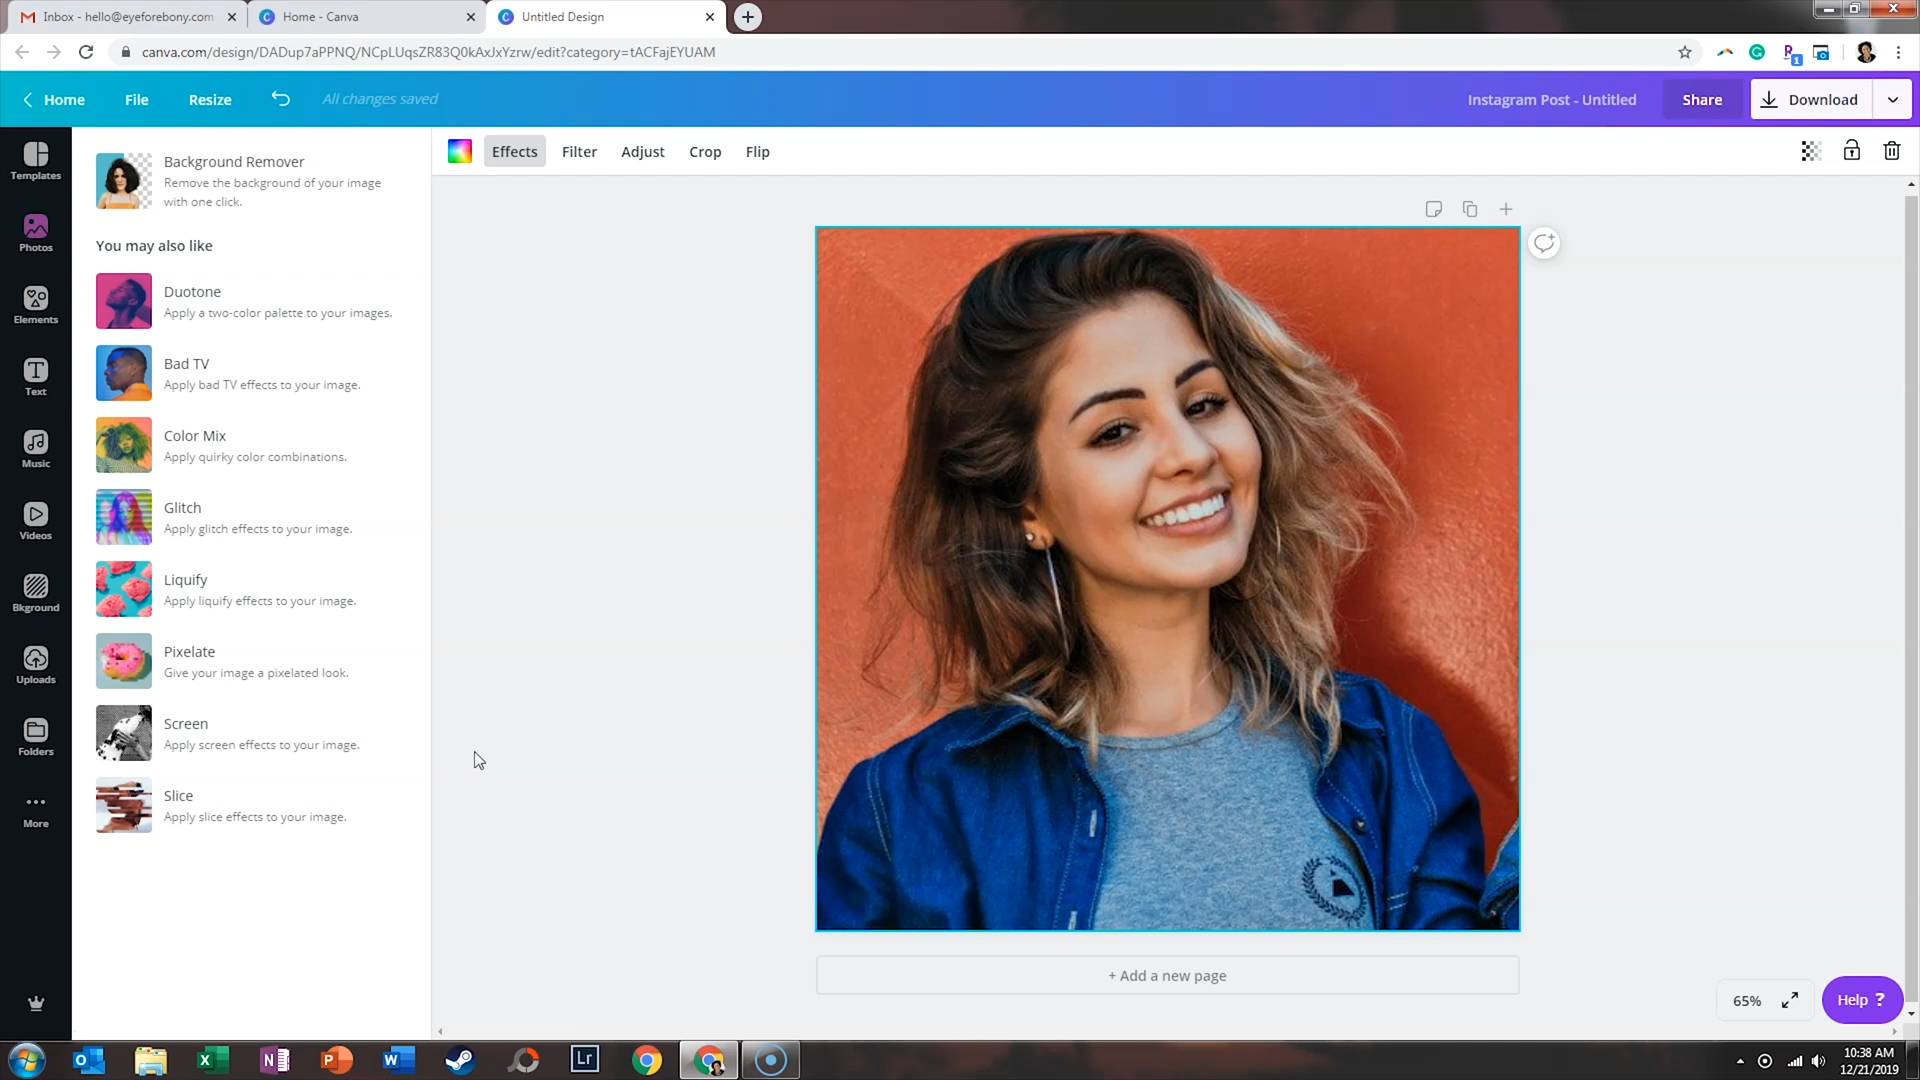 Inbox - hello@eyeforebony.com
Home - Canva
Untitled Design
canva.com/design/DADup7aPPNQ/NCpLUqsZR83Q0kAxJxYzrw/edit?category=tACFajEYUAM
1
Home
File
Resize
All changes saved
Instagram Post - Untitled
Share
Download
Templates
Photos
Elements
Text
Music
Videos
Bkground
Uploads
Folders
More
Background Remover
Remove the background of your image
with one click.
You may also like
Duotone
Apply a two-color palette to your images.
Bad TV
Apply bad TV effects to your image.
Color Mix
Apply quirky color combinations.
Glitch
Apply glitch effects to your image.
Liquify
Apply liquify effects to your image.
Pixelate
Give your image a pixelated look.
Screen
Apply screen effects to your image.
Slice
Apply slice effects to your image.
Effects
Filter
Adjust
Crop
Flip
+ Add a new page
65%
Help ?
Lr
10:38 AM
12/21/2019